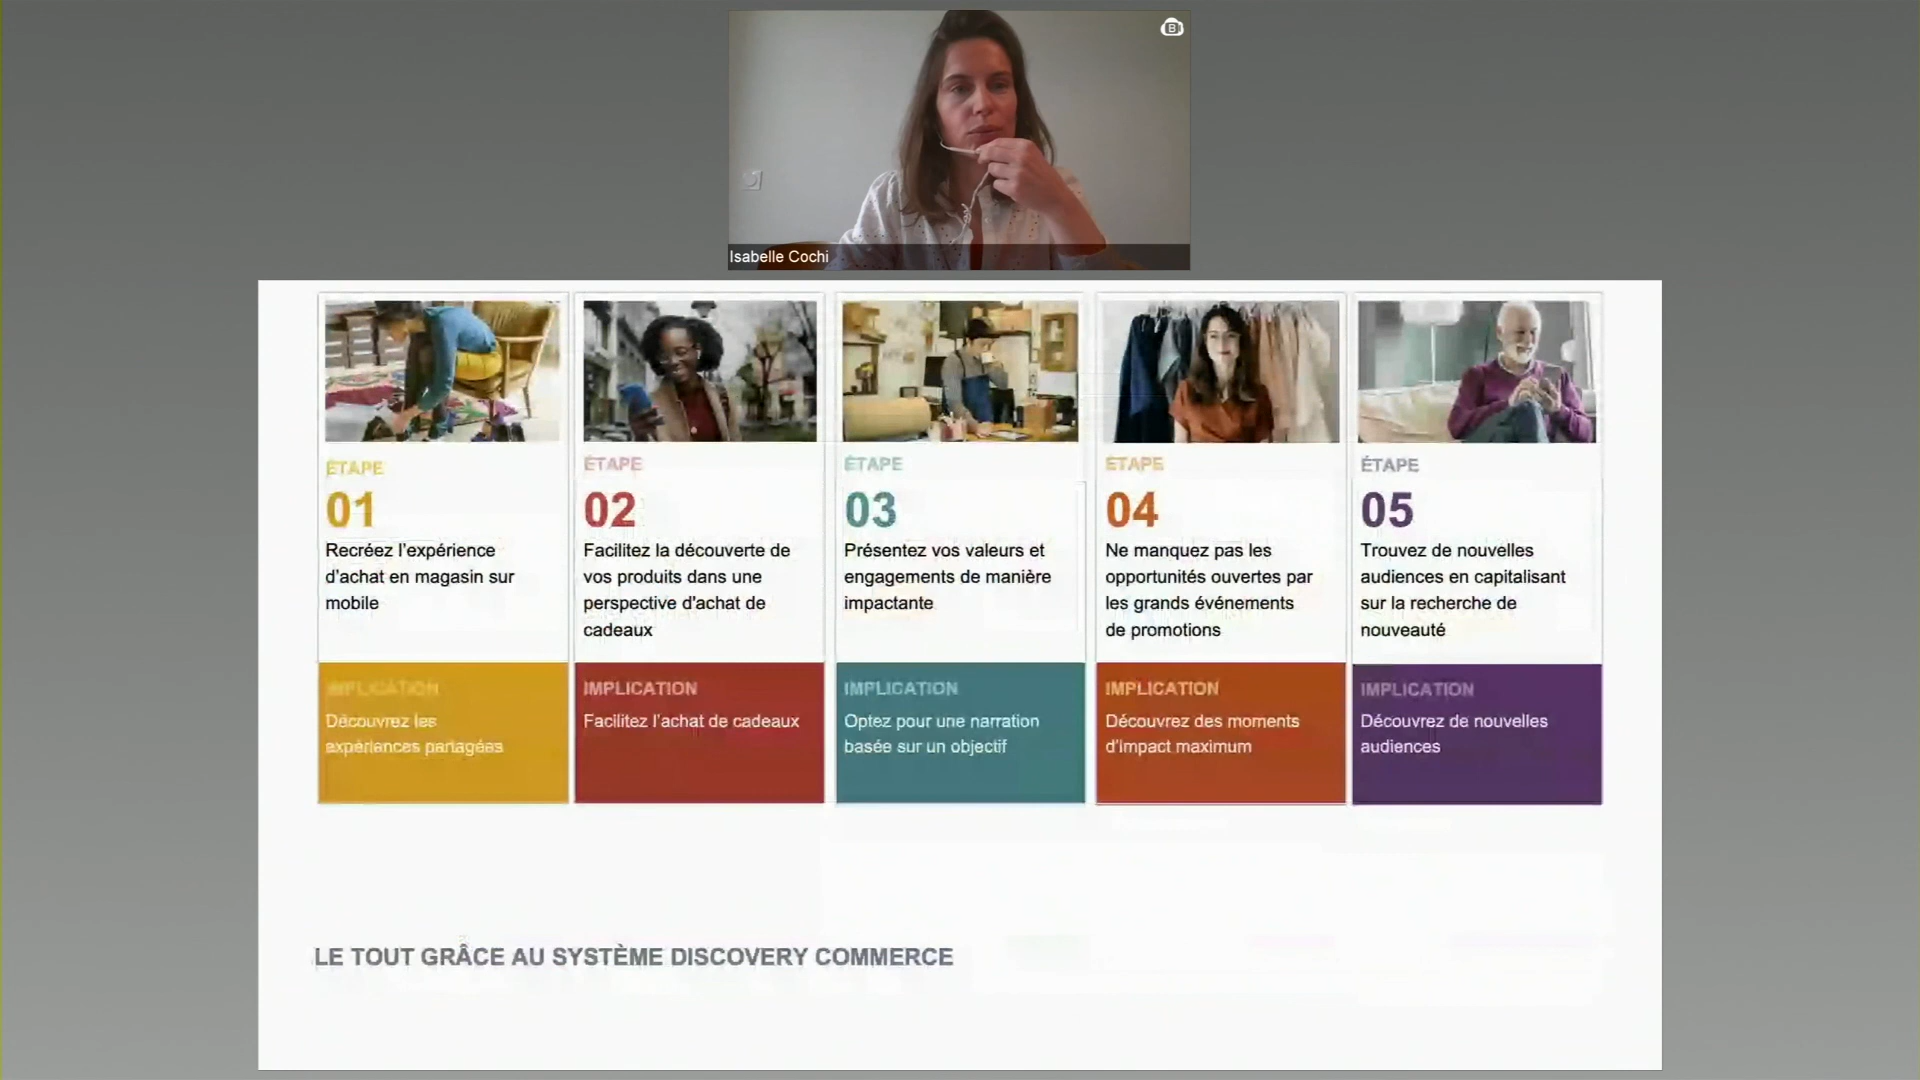 B
Isabelle Cochi
ÉTAPE
01
Recréez l'expérience
d'achat en magasin sur
mobile
IMPLICATION
Découvrez les
expériences partagées
ÉTAPE
02
Facilitez la découverte de
vos produits dans une
perspective d'achat de
cadeaux
IMPLICATION
Facilitez l'achat de cadeaux
ÉTAPE
03
Présentez vos valeurs et
engagements de manière
impactante
IMPLICATION
Optez pour une narration
basée sur un objectif
ÉTAPE
04
Ne manquez pas les
opportunités ouvertes par
les grands événements
de promotions
IMPLICATION
Découvrez des moments
d'impact maximum
ÉTAPE
05
Trouvez de nouvelles
audiences en capitalisant
sur la recherche de
nouveauté
IMPLICATION
Découvrez de nouvelles
audiences
LE TOUT GRÂCE AU SYSTÈME DISCOVERY COMMERCE